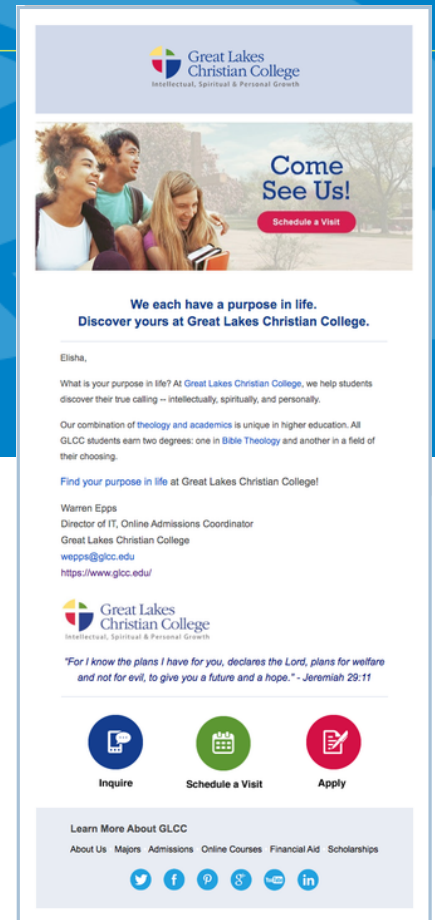 Great Lakes
Christian College
Intellectual, Spiritual & Personal Growth
Come
See Us!
Schedule a Visit
We each have a purpose in life.
Discover yours at Great Lakes Christian College.
Elisha,
What is your purpose in life? At Great Lakes Christian College, we help students
discover their true calling -- intellectually, spiritually, and personally.
Our combination of theology and academics is unique in higher education. All
GLCC students earn two degrees: one in Bible Theology and another in a field of
their choosing.
Find your purpose in life at Great Lakes Christian College!
Warren Epps
Director of IT, Online Admissions Coordinator
Great Lakes Christian College
wepps@glcc.edu
https://www.glcc.edu/
Great Lakes
Christian College
Intellectual, Spiritual & Personal Growth
"For I know the plans I have for you, declares the Lord, plans for welfare
and not for evil, to give you a future and a hope." - Jeremiah 29:11
Inquire Schedule a Visit Apply
Learn More About GLCC
About Us Majors Admissions Online Courses Financial Aid Scholarships